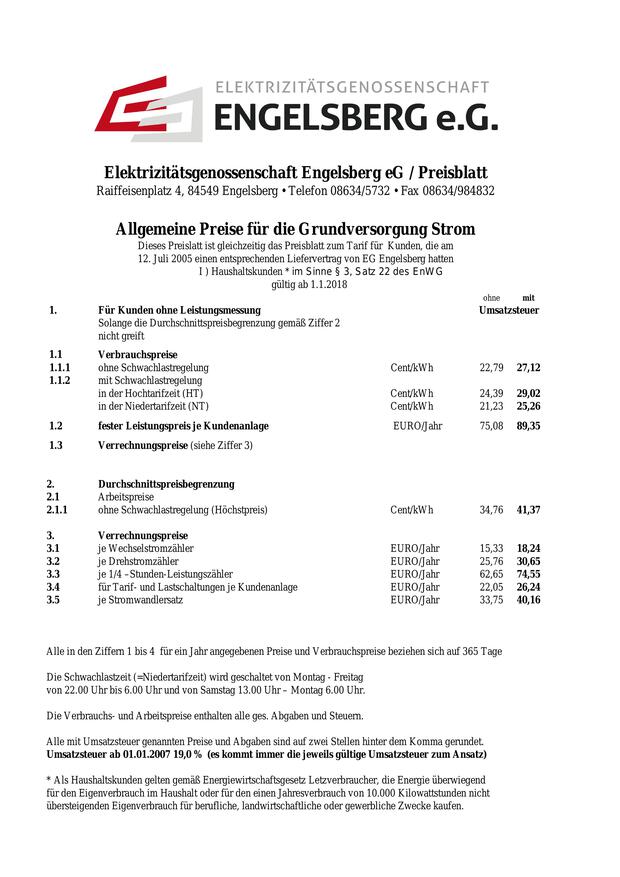 ELEKTRIZITÄTSGENOSSENSCHAFT
ENGELSBERG e.G.
Elektrizitätsgenossenschaft Engelsberg eG / Preisblatt
Raiffeisenplatz 4, 84549 Engelsberg • Telefon 08634/5732 • Fax 08634/984832
Allgemeine Preise für die Grundversorgung Strom
Dieses Preislatt ist gleichzeitig das Preisblatt zum Tarif für Kunden, die am
12. Juli 2005 einen entsprechenden Liefervertrag von EG Engelsberg hatten
I ) Haushaltskunden * im Sinne § 3, Satz 22 des EnWG
gültig ab 1.1.2018
ohne mit
1. Für Kunden ohne Leistungsmessung Umsatzsteuer
Solange die Durchschnittspreisbegrenzung gemäß Ziffer 2
nicht greift
1.1 Verbrauchspreise
1.1.1 ohne Schwachlastregelung Cent/kWh 22,79 27,12
1.1.2 mit Schwachlastregelung
in der Hochtarifzeit (HT) Cent/kWh 24,39 29,02
in der Niedertarifzeit (NT) Cent/kWh 21,23 25,26
1.2 fester Leistungspreis je Kundenanlage EURO/Jahr 75,08 89,35
1.3 Verrechnungspreise (siehe Ziffer 3)
2. Durchschnittspreisbegrenzung
2.1 Arbeitspreise
2.1.1 ohne Schwachlastregelung (Höchstpreis) Cent/kWh 34,76 41,37
3. Verrechnungspreise
3.1 je Wechselstromzähler EURO/Jahr 15,33 18,24
3.2 je Drehstromzähler EURO/Jahr 25,76 30,65
3.3 je 1/4 –Stunden-Leistungszähler EURO/Jahr 62,65 74,55
3.4 für Tarif- und Lastschaltungen je Kundenanlage EURO/Jahr 22,05 26,24
3.5 je Stromwandlersatz EURO/Jahr 33,75 40,16
Alle in den Ziffern 1 bis 4 für ein Jahr angegebenen Preise und Verbrauchspreise beziehen sich auf 365 Tage
Die Schwachlastzeit (=Niedertarifzeit) wird geschaltet von Montag - Freitag
von 22.00 Uhr bis 6.00 Uhr und von Samstag 13.00 Uhr – Montag 6.00 Uhr.
Die Verbrauchs- und Arbeitspreise enthalten alle ges. Abgaben und Steuern.
Alle mit Umsatzsteuer genannten Preise und Abgaben sind auf zwei Stellen hinter dem Komma gerundet.
Umsatzsteuer ab 01.01.2007 19,0 % (es kommt immer die jeweils gültige Umsatzsteuer zum Ansatz)
* Als Haushaltskunden gelten gemäß Energiewirtschaftsgesetz Letzverbraucher, die Energie überwiegend
für den Eigenverbrauch im Haushalt oder für den einen Jahresverbrauch von 10.000 Kilowattstunden nicht
übersteigenden Eigenverbrauch für berufliche, landwirtschaftliche oder gewerbliche Zwecke kaufen.